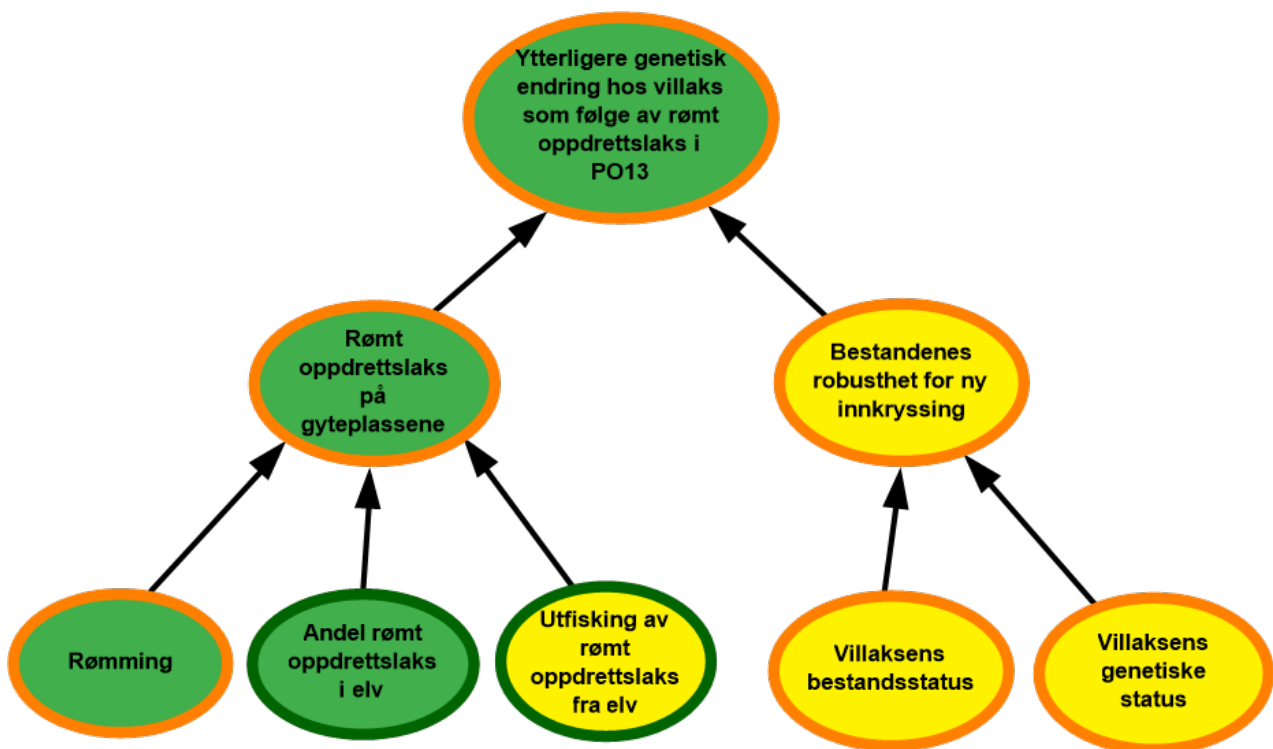 Ytterligere genetisk
endring hos villaks
som følge av rømt
oppdrettslaks i
PO13
Rømt
oppdrettslaks
på
gyteplassene
Bestandenes
robusthet for ny
innkryssing
Rømming
Andel rømt
oppdrettslaks
i elv
Utfisking av
rømt
oppdrettslaks
fra elv
Villaksens
bestandsstatus
Villaksens
genetiske
status